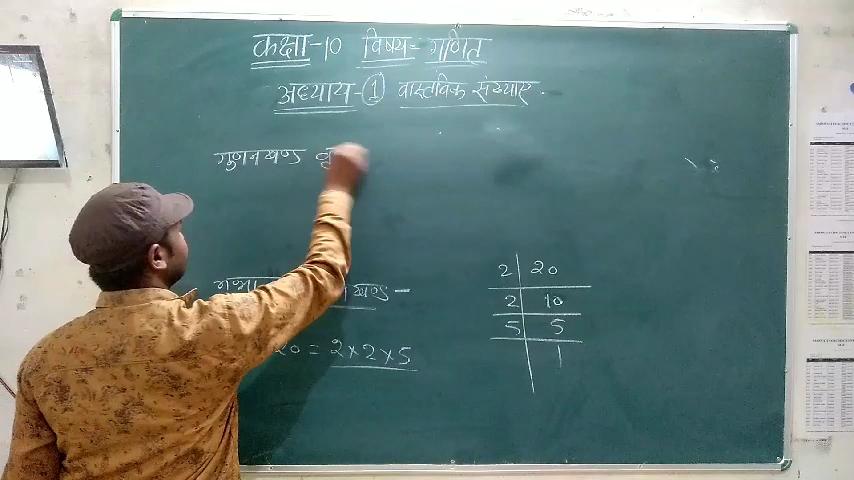 कक्षा-10 विषय- गणित
अध्याय-① वास्तविक संख्याएं.
गुणनखण्ड वृ
खण्ड -
20 = 2×2×5
2 | 20
2 | 10
5 | 5
1